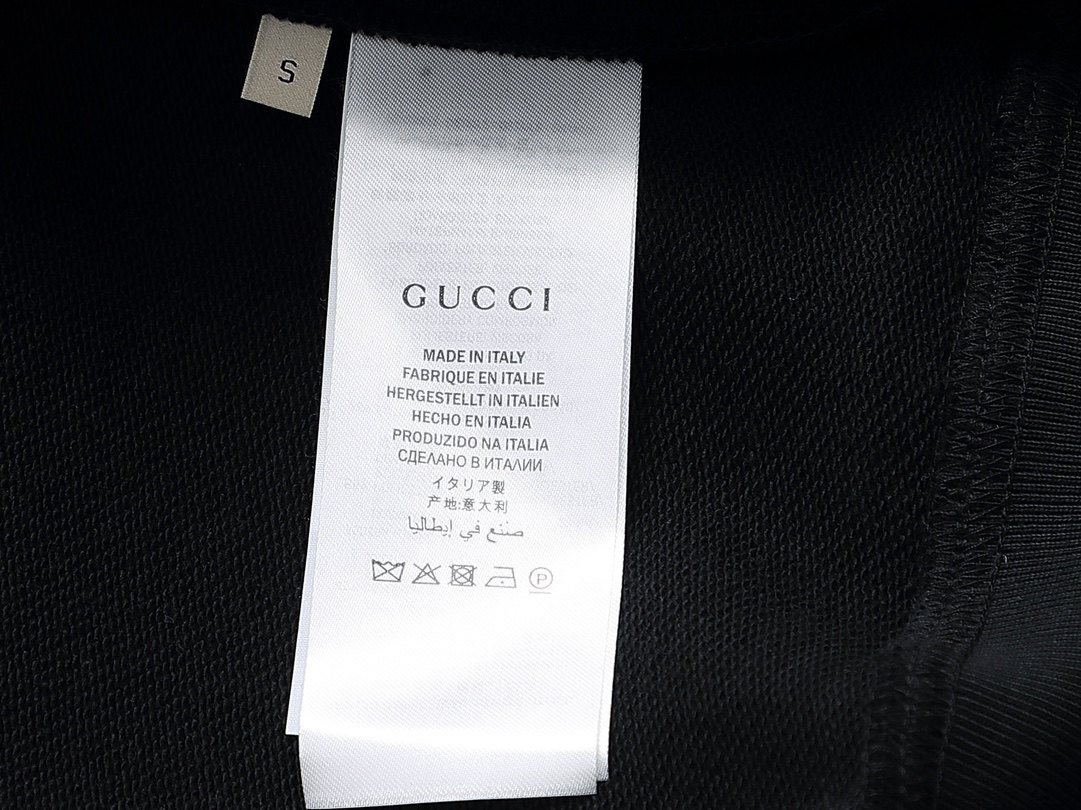 S
GUCCI
MADE IN ITALY
FABRIQUE EN ITALIE
HERGESTELLT IN ITALIEN
HECHO EN ITALIA
PRODUZIDO NA ITALIA
СДЕЛАНО В ИТАЛИИ
イタリア製
产地:意大利
صنع في إيطاليا
P